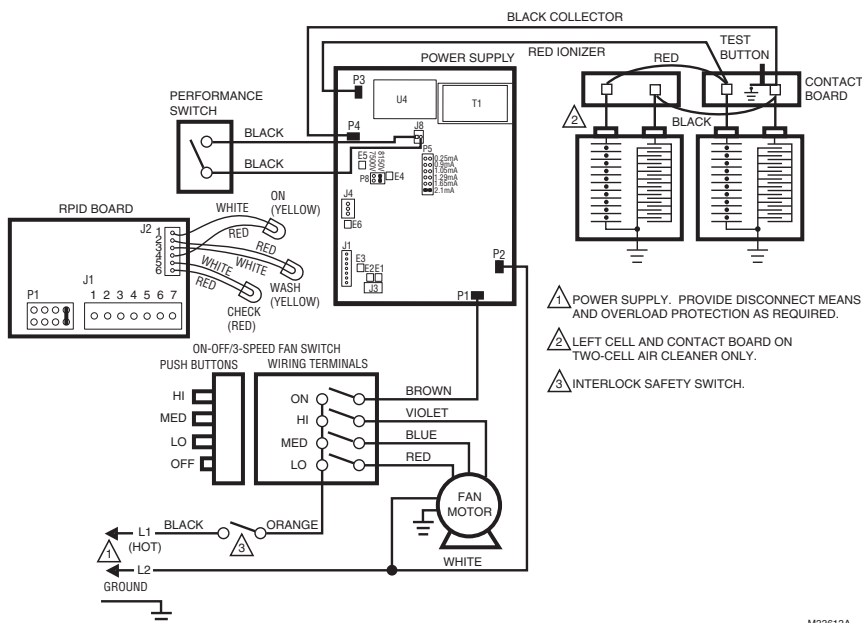 BLACK COLLECTOR
RED IONIZER
RED
TEST
BUTTON
POWER SUPPLY
CONTACT
BOARD
P3
U4
T1
PERFORMANCE
SWITCH
P4
J8
BLACK
2
BLACK
BLACK
P5
0.25mA
0.9mA
1.05mA
1.29mA
1.65mA
2.1mA
E5
8150V
7500V
P8
E4
J4
E6
RPID BOARD
WHITE
ON
(YELLOW)
J2
1
2
3
4
5
6
RED
RED
WHITE
WHITE
RED
WASH
(YELLOW)
CHECK
(RED)
J1
E3
E2 E1
J3
P2
P1
P1
J1
1 2 3 4 5 6 7
1 POWER SUPPLY. PROVIDE DISCONNECT MEANS
AND OVERLOAD PROTECTION AS REQUIRED.
2 LEFT CELL AND CONTACT BOARD ON
TWO-CELL AIR CLEANER ONLY.
3 INTERLOCK SAFETY SWITCH.
ON-OFF/3-SPEED FAN SWITCH
PUSH BUTTONS
WIRING TERMINALS
HI
MED
LO
OFF
ON
HI
MED
LO
BROWN
VIOLET
BLUE
RED
FAN
MOTOR
L1
(HOT)
BLACK
ORANGE
1
3
L2
WHITE
GROUND
M22613A